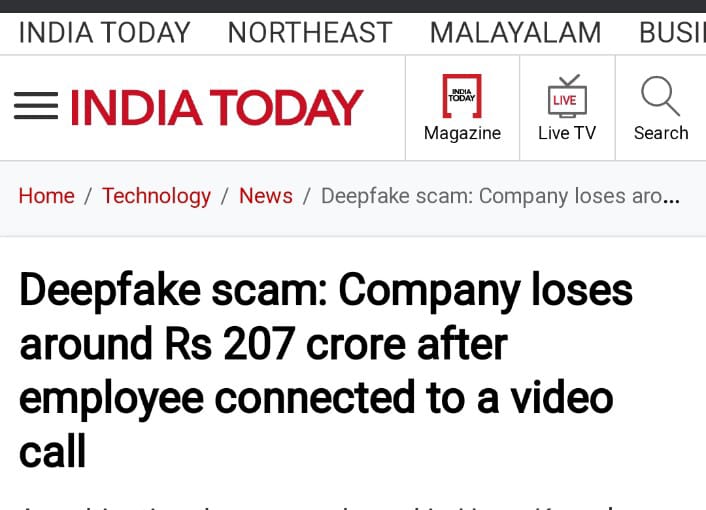 INDIA TODAY NORTHEAST MALAYALAM BUSI
INDIA TODAY
INDIA TODAY
Magazine
LIVE
Live TV
Search
Home / Technology / News / Deepfake scam: Company loses aro...
Deepfake scam: Company loses
around Rs 207 crore after
employee connected to a video
call